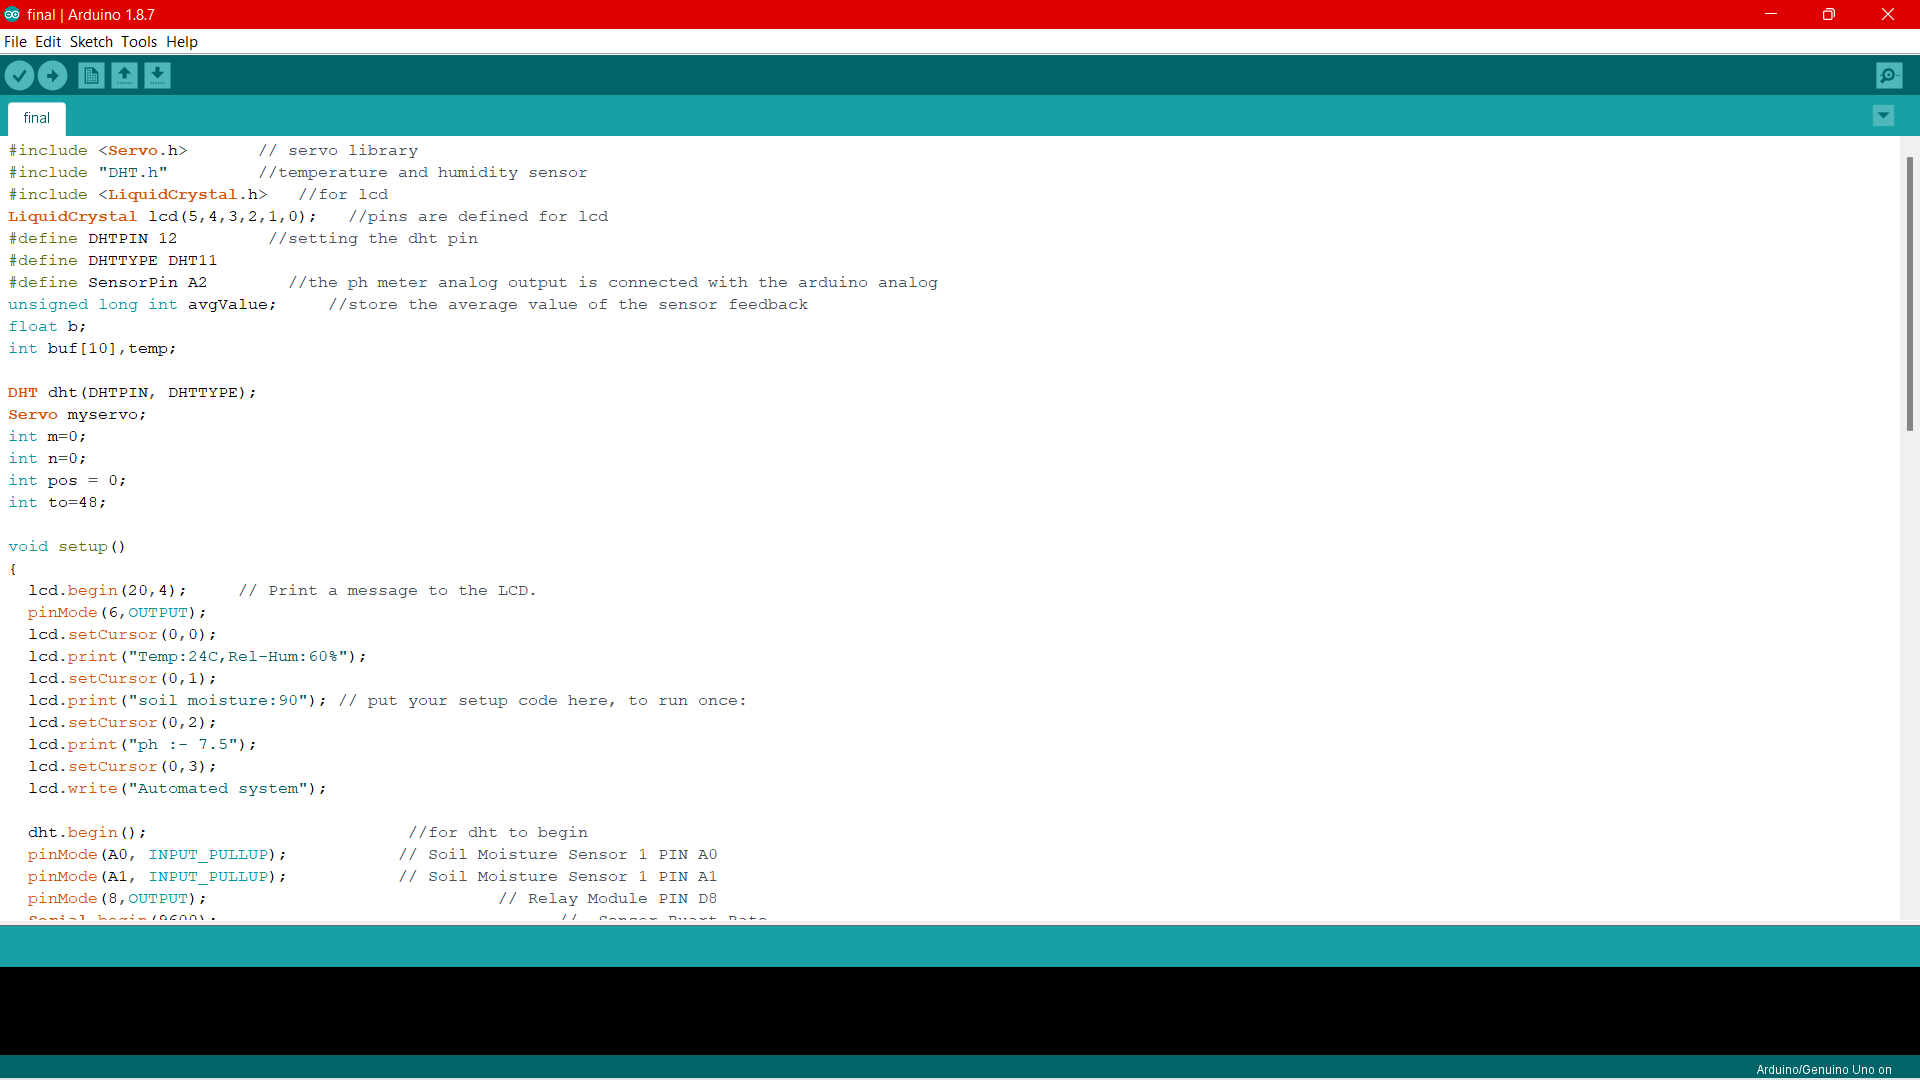 final | Arduino 1.8.7
File Edit Sketch Tools Help
final
#include <Servo.h>       // servo library
#include "DHT.h"         //temperature and humidity sensor
#include <LiquidCrystal.h>   //for lcd
LiquidCrystal lcd(5,4,3,2,1,0);   //pins are defined for lcd
#define DHTPIN 12         //setting the dht pin
#define DHTTYPE DHT11
#define SensorPin A2        //the ph meter analog output is connected with the arduino analog
unsigned long int avgValue;     //store the average value of the sensor feedback
float b;
int buf[10],temp;
DHT dht(DHTPIN, DHTTYPE);
Servo myservo;
int m=0;
int n=0;
int pos = 0;
int to=48;
void setup()
{
  lcd.begin(20,4);     // Print a message to the LCD.
  pinMode(6,OUTPUT);
  lcd.setCursor(0,0);
  lcd.print("Temp:24C,Rel-Hum:60%");
  lcd.setCursor(0,1);
  lcd.print("soil moisture:90"); // put your setup code here, to run once:
  lcd.setCursor(0,2);
  lcd.print("ph :- 7.5");
  lcd.setCursor(0,3);
  lcd.write("Automated system");
  dht.begin();                          //for dht to begin
  pinMode(A0, INPUT_PULLUP);           // Soil Moisture Sensor 1 PIN A0
  pinMode(A1, INPUT_PULLUP);           // Soil Moisture Sensor 1 PIN A1
  pinMode(8,OUTPUT);                             // Relay Module PIN D8
  Serial.begin(9600);                                  //  Sensor Buart Rate
Arduino/Genuino Uno on